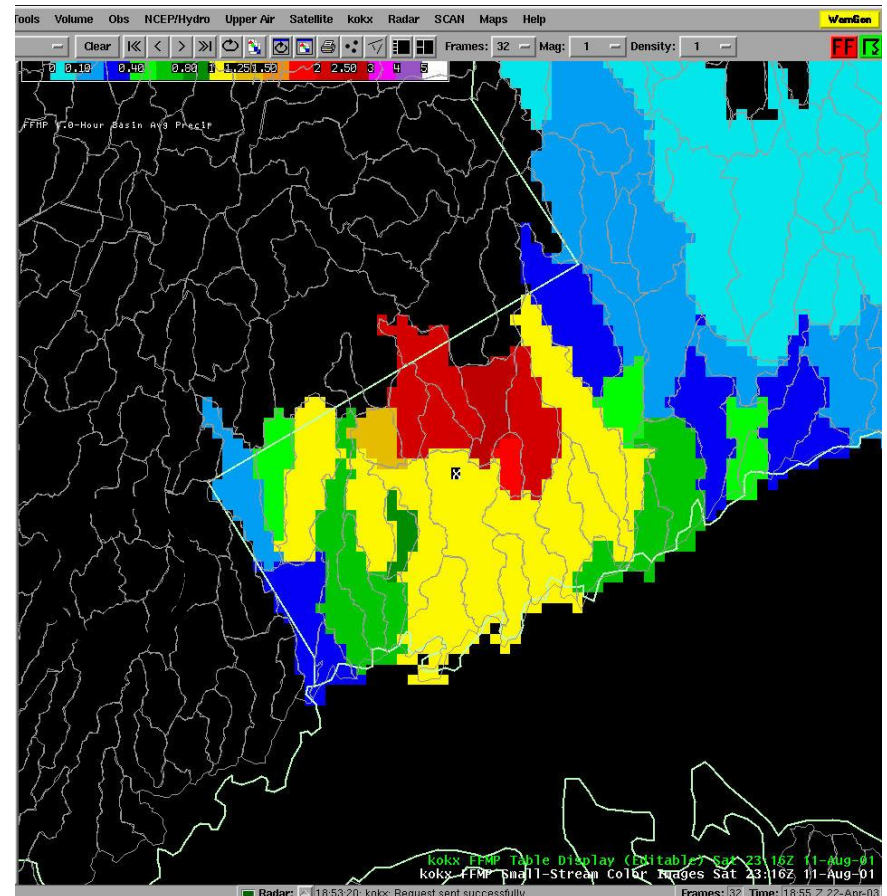 Tools Volume Obs NCEP/Hydro Upper Air Satellite kokx Radar SCAN Maps Help WarnGen
Clear Frames: 32 Mag: 1 Density: 1 FF
0 0.10 0.40 0.80 1.25 1.50 2 2.50 3 4 5
FFMP 1.0-Hour Basin Avg Precip
kokx FFMP Table Display (Editable) Sat 23:16Z 11-Aug-01
kokx FFMP Small-Stream Color Images Sat 23:16Z 11-Aug-01
Radar: 18:53:20: kokx: Request sent successfully Frames: 32 Time: 18:55 Z 22-Apr-03